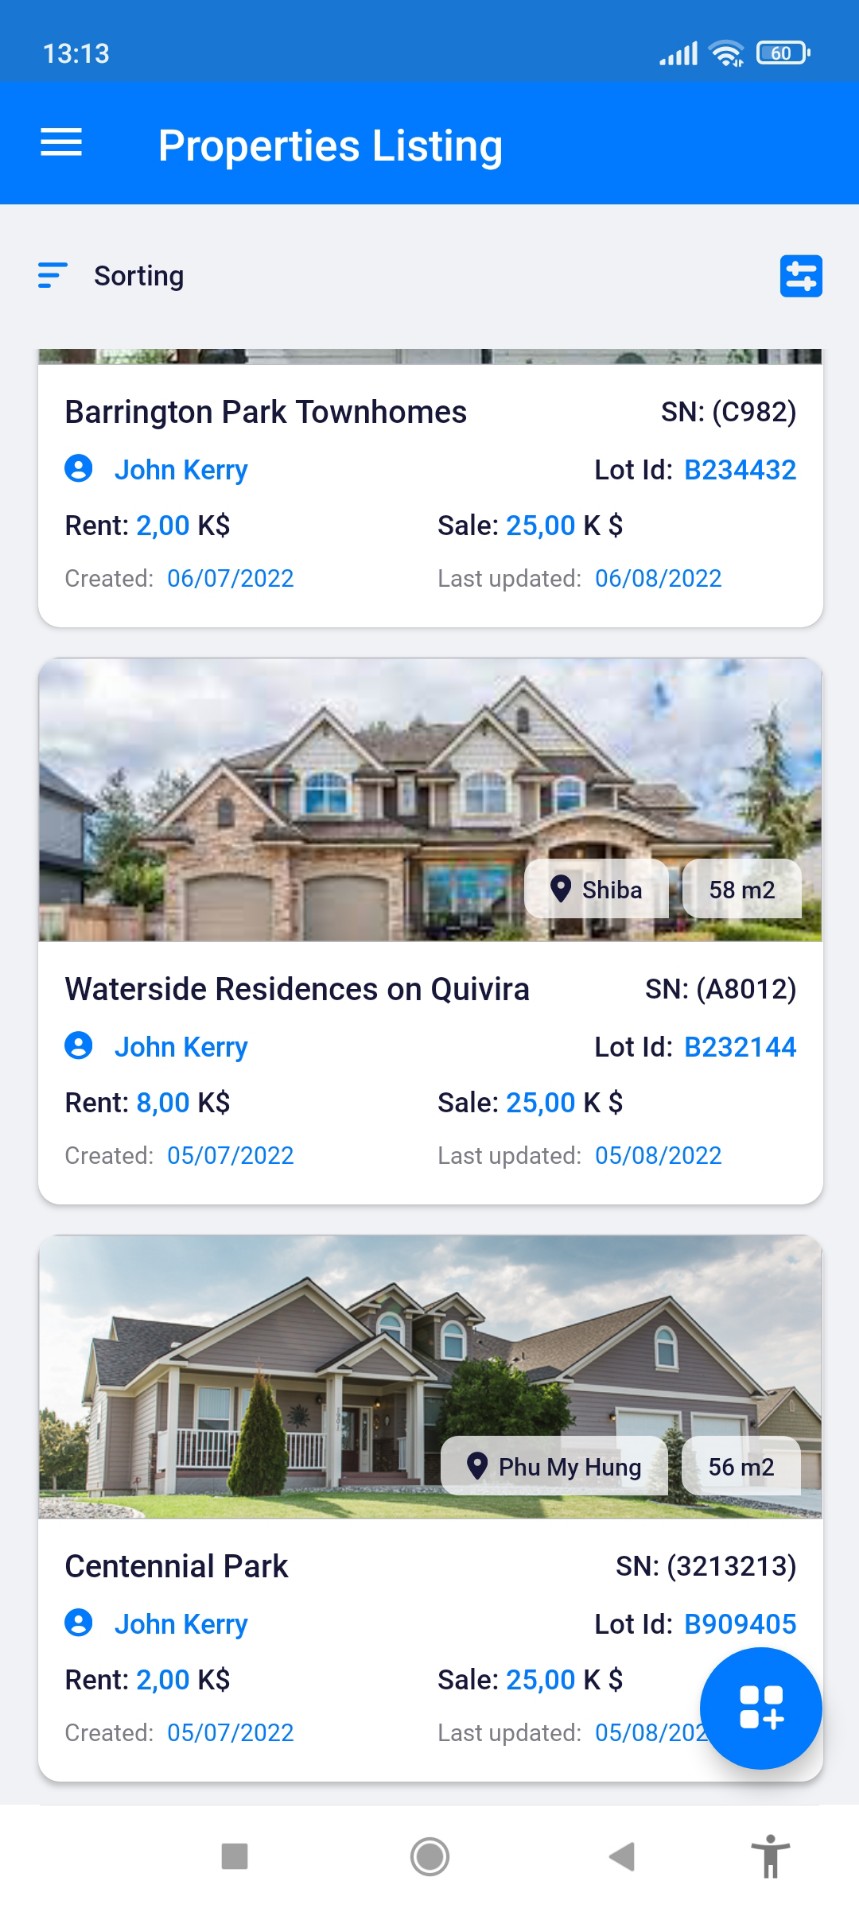 13:13
60
Properties Listing
Sorting
Barrington Park Townhomes SN: (C982)
John Kerry Lot Id: B234432
Rent: 2,00 K$ Sale: 25,00 K $
Created: 06/07/2022 Last updated: 06/08/2022
Shiba 58 m2
Waterside Residences on Quivira SN: (A8012)
John Kerry Lot Id: B232144
Rent: 8,00 K$ Sale: 25,00 K $
Created: 05/07/2022 Last updated: 05/08/2022
Phu My Hung 56 m2
Centennial Park SN: (3213213)
John Kerry Lot Id: B909405
Rent: 2,00 K$ Sale: 25,00 K $
Created: 05/07/2022 Last updated: 05/08/202